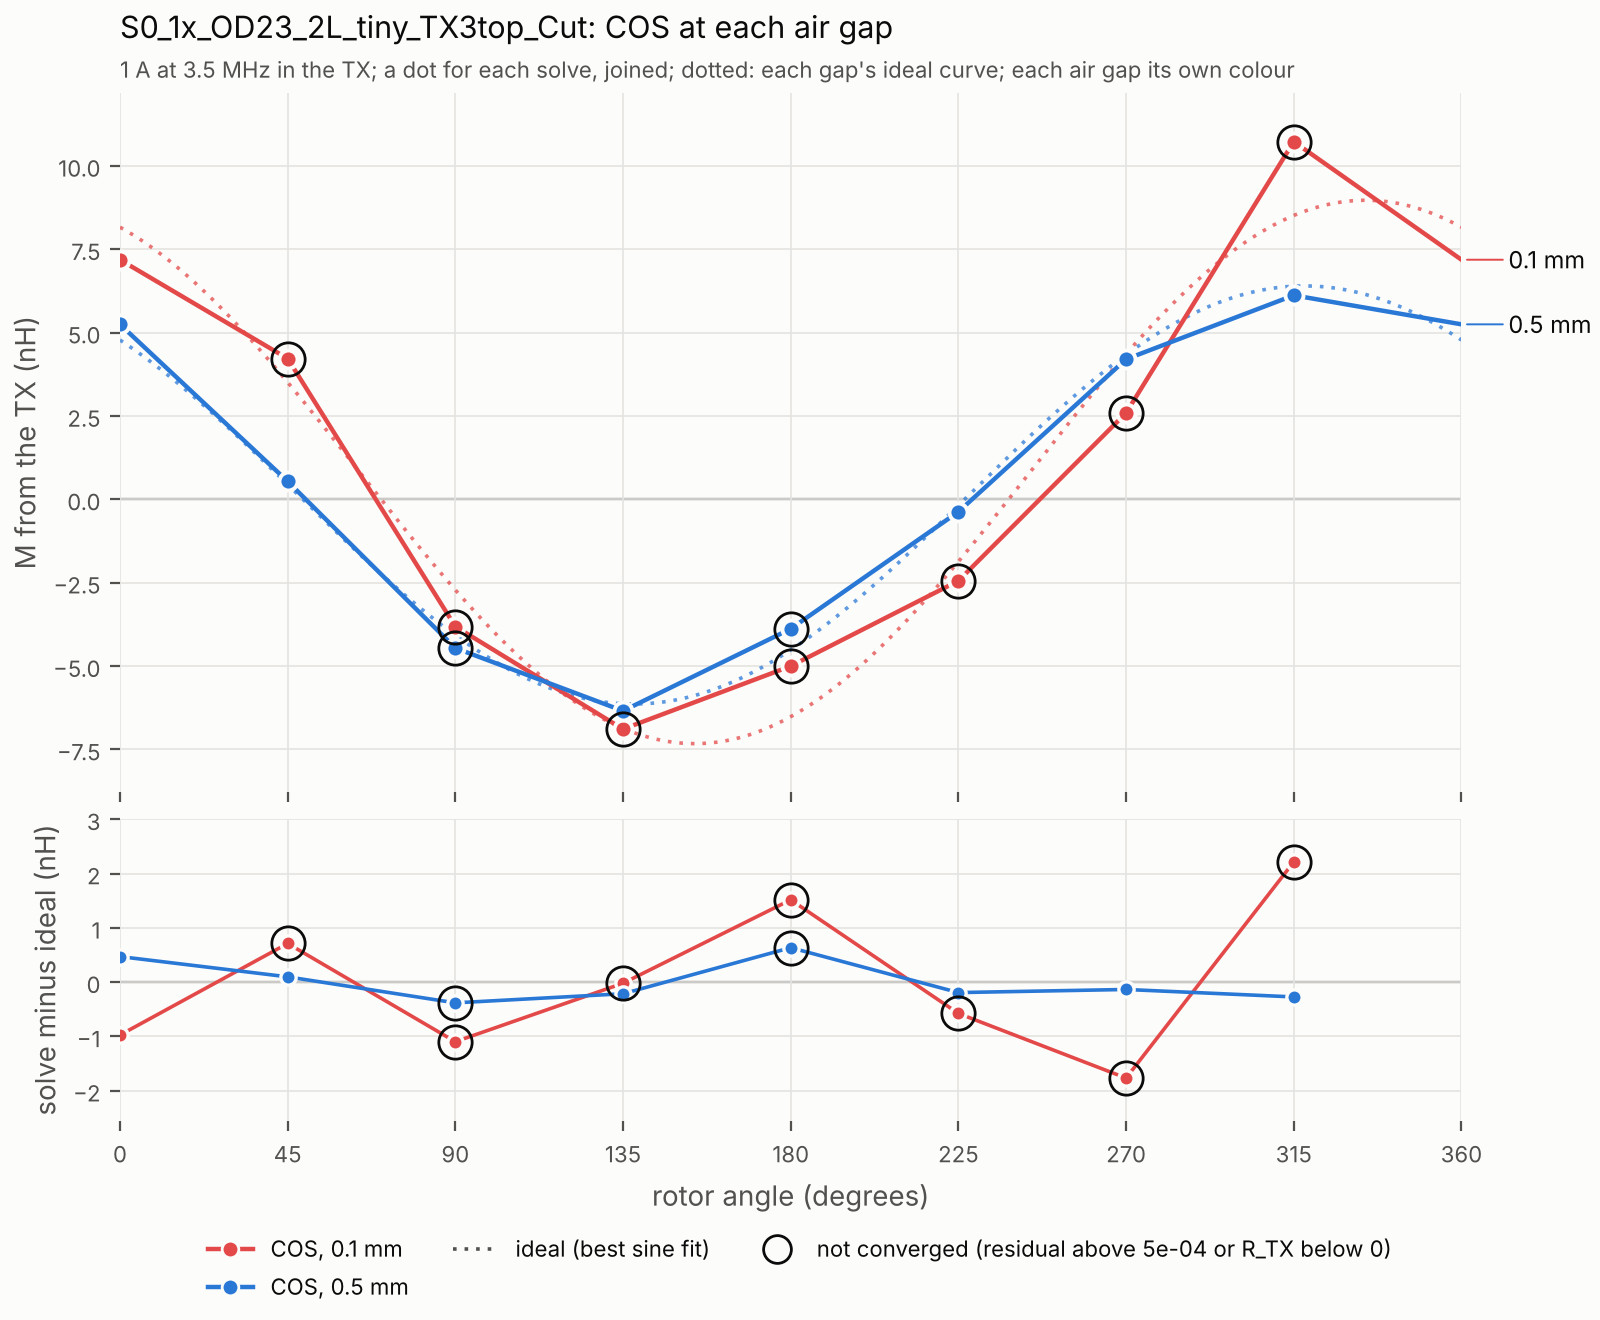 S0_1x_OD23_2L_tiny_TX3top_Cut: COS at each air gap
1 A at 3.5 MHz in the TX; a dot for each solve, joined; dotted: each gap's ideal curve; each air gap its own colour
M from the TX (nH)
10.0
7.5
5.0
2.5
0.0
−2.5
−5.0
−7.5
0.1 mm
0.5 mm
solve minus ideal (nH)
3
2
1
0
−1
−2
0 45 90 135 180 225 270 315 360
rotor angle (degrees)
COS, 0.1 mm ideal (best sine fit) not converged (residual above 5e-04 or R_TX below 0)
COS, 0.5 mm